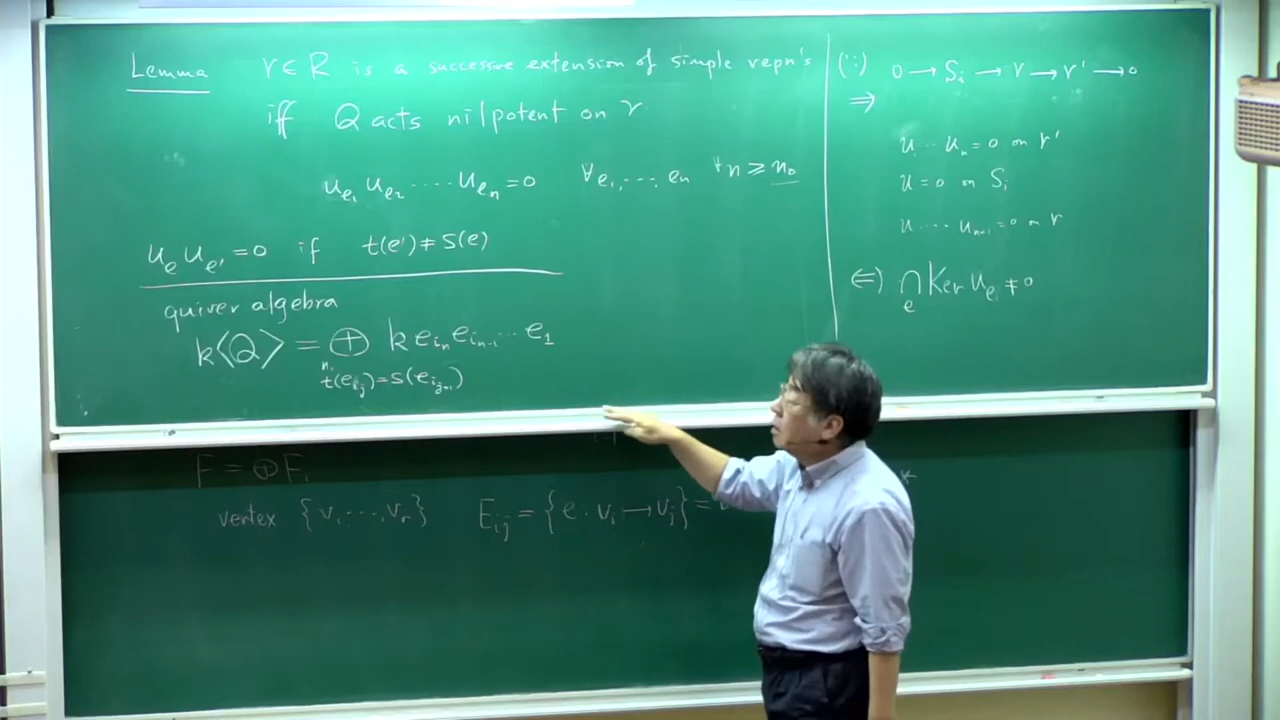 Lemma r ∈ R is a successive extension of simple repn's
iff Q acts nilpotent on r
u_{e_1} u_{e_2} ····· u_{e_n} = 0 ∀e_1, ···, e_n ∀n ≥ n_0
u_e u_{e'} = 0 if t(e') ≠ s(e)
quiver algebra
k⟨Q⟩ = ⊕ k e_{i_n} e_{i_{n-1}} ··· e_1
t(e_{i_j}) = s(e_{i_{j+1}})
(∵) 0 → S_i → r → r' → 0
⇒)
u_1 ··· u_n = 0 on r'
u = 0 on S_i
u ····· u_{n+1} = 0 on r
⇐) ⋂_e Ker u_e ≠ 0
F = ⊕F_i
vertex {v_1, ···, v_r} E_{ij} = {e : v_i → v_j} =